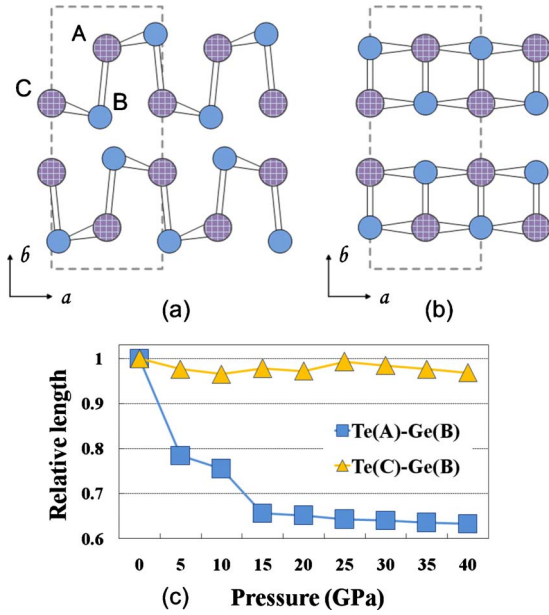 A
C
B
b
a
(a)
b
a
(b)
1
0.9
0.8
0.7
0.6
Relative length
Te(A)-Ge(B)
Te(C)-Ge(B)
0 5 10 15 20 25 30 35 40
(c) Pressure (GPa)